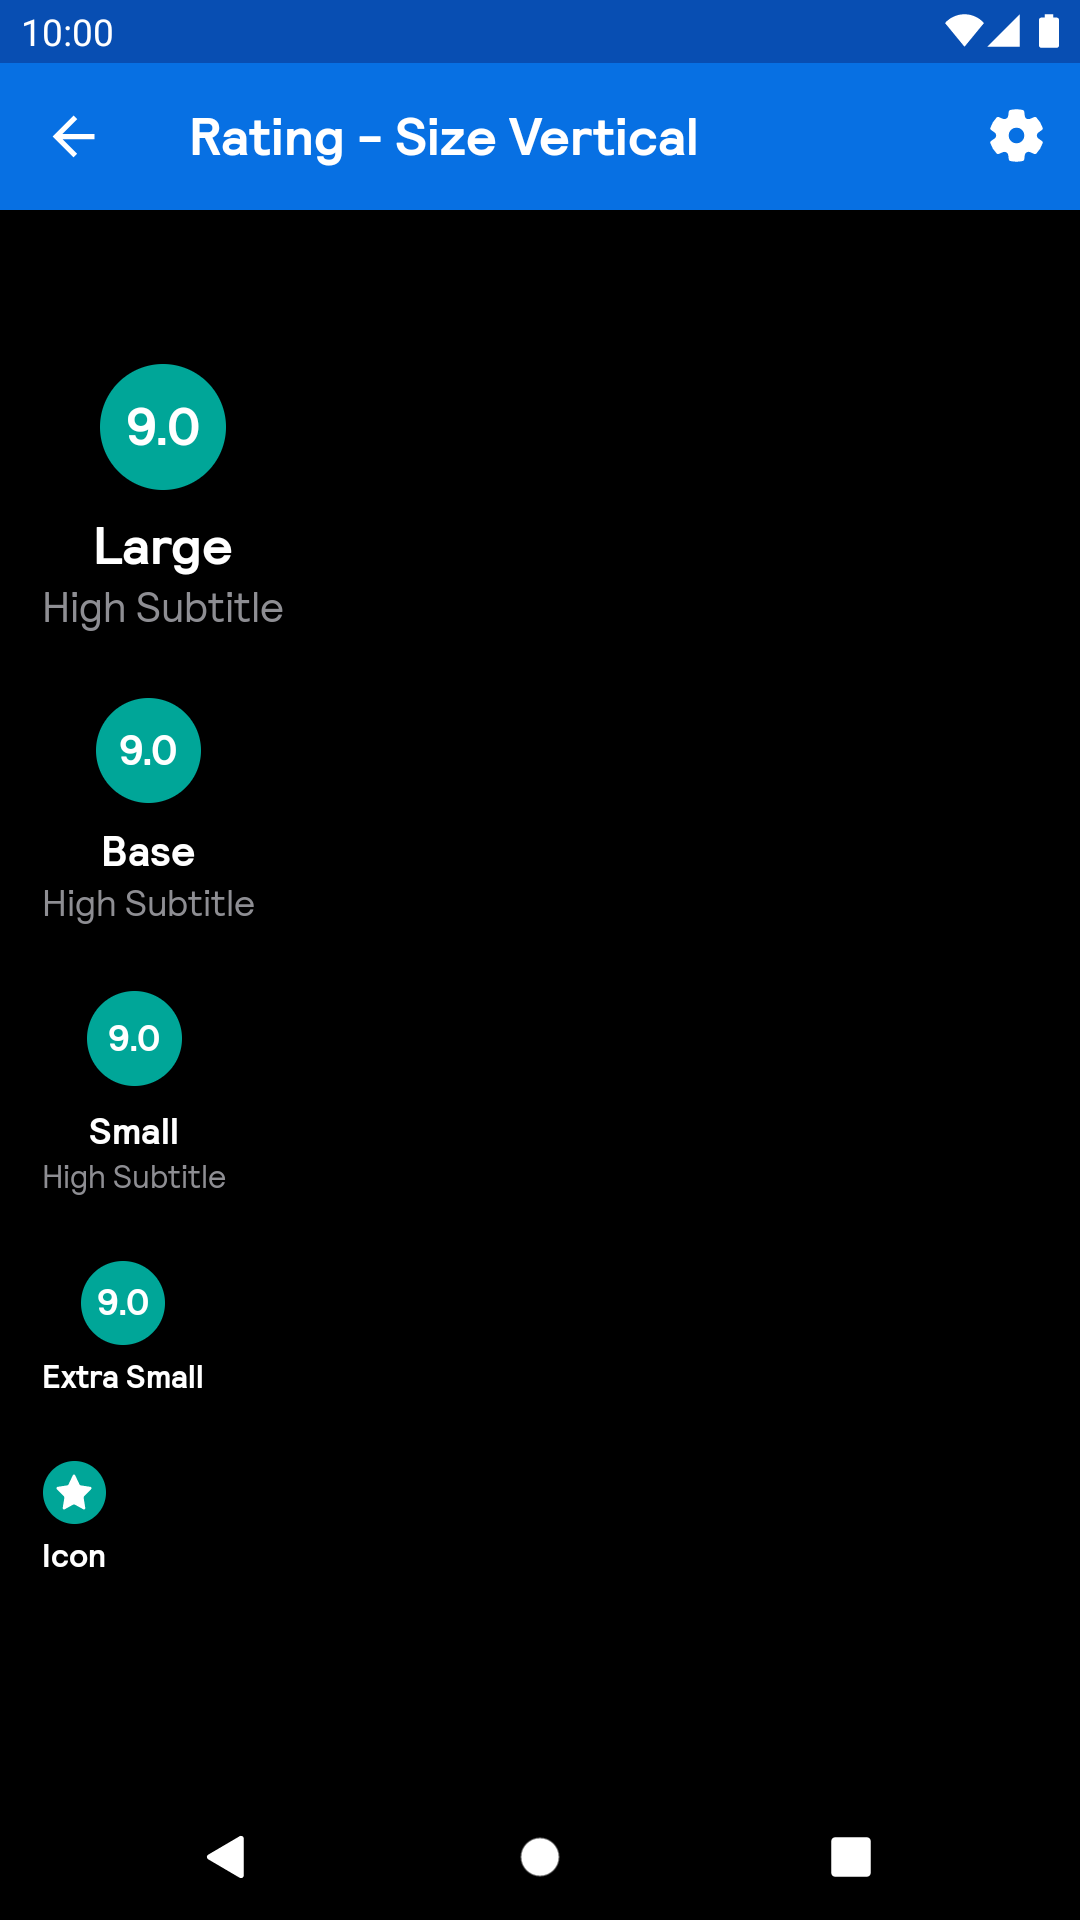 10:00
Rating - Size Vertical
9.0
Large
High Subtitle
9.0
Base
High Subtitle
9.0
Small
High Subtitle
9.0
Extra Small
Icon